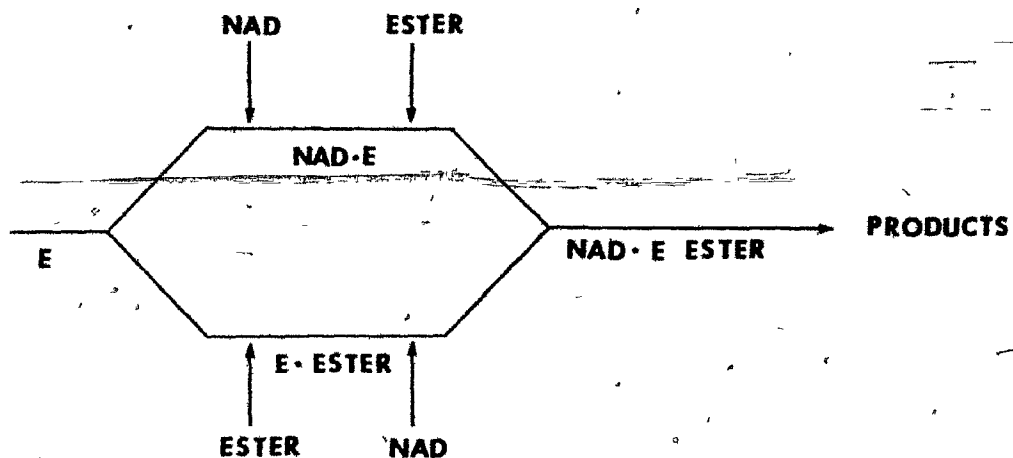 NAD ESTER
NAD·E
E
NAD· E ESTER
PRODUCTS
E· ESTER
ESTER NAD